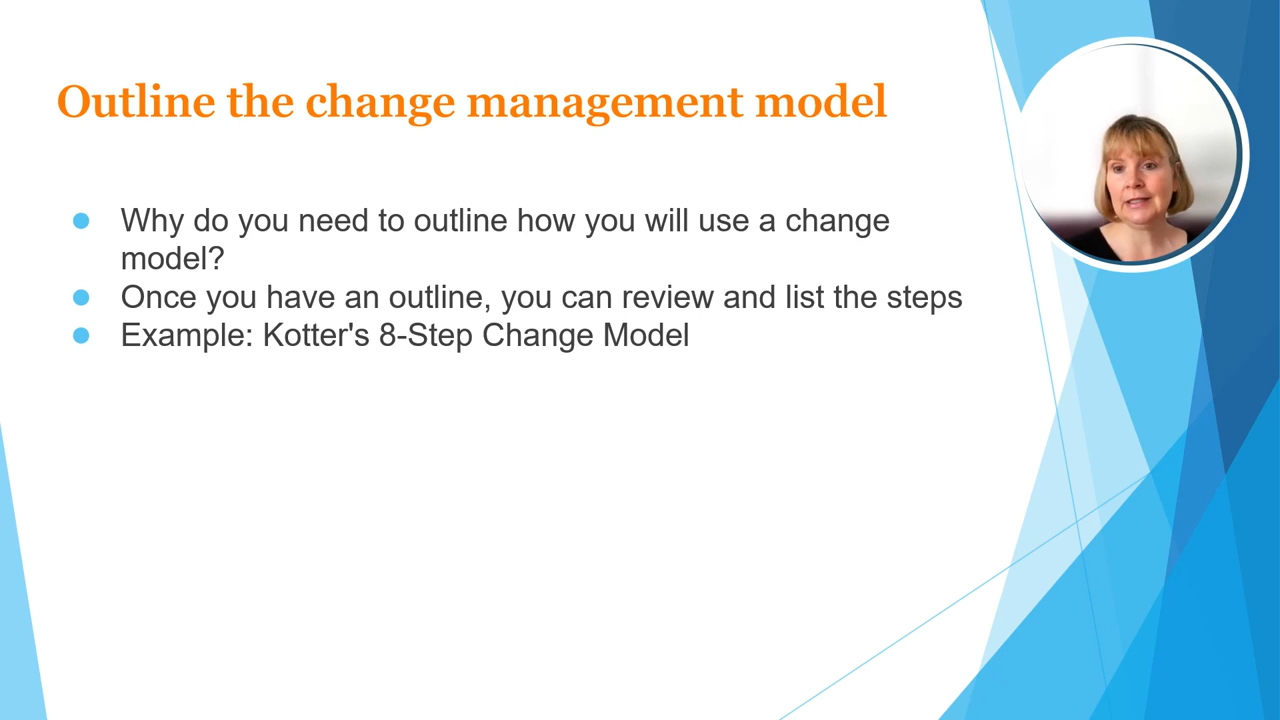 Outline the change management model
Why do you need to outline how you will use a change
model?
Once you have an outline, you can review and list the steps
Example: Kotter's 8-Step Change Model